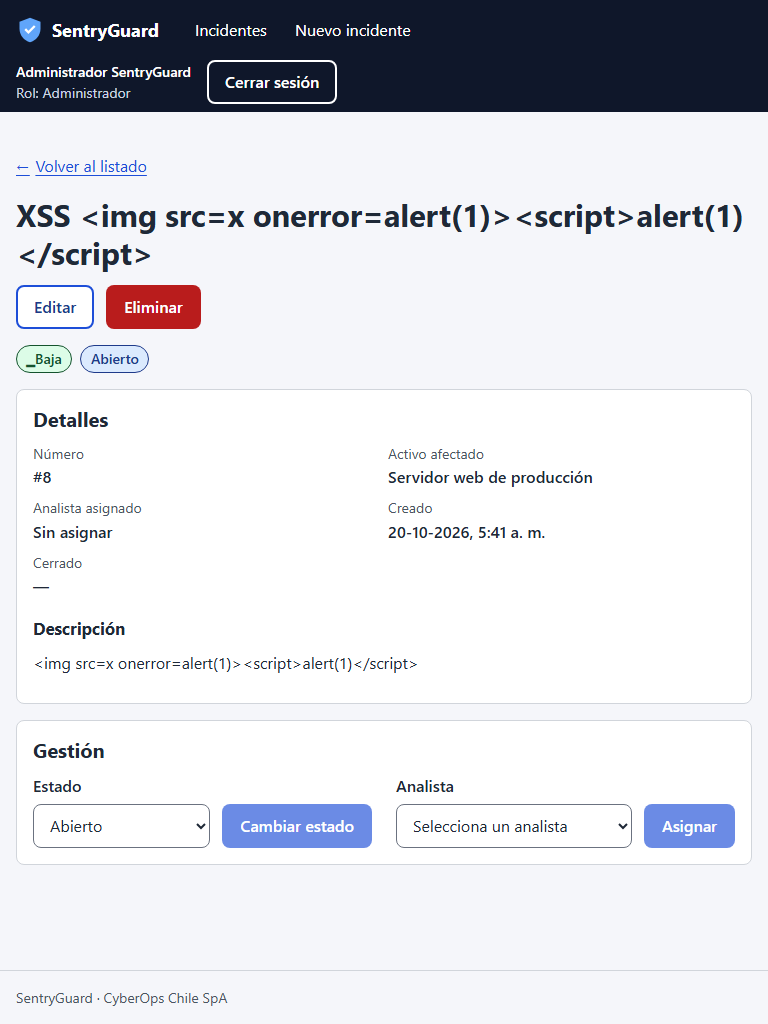 SentryGuard
Incidentes
Nuevo incidente
Administrador SentryGuard
Rol: Administrador
Cerrar sesión
← Volver al listado
XSS <img src=x onerror=alert(1)><script>alert(1)
</script>
Editar
Eliminar
▁Baja
Abierto
Detalles
Número
#8
Activo afectado
Servidor web de producción
Analista asignado
Sin asignar
Creado
20-10-2026, 5:41 a. m.
Cerrado
—
Descripción
<img src=x onerror=alert(1)><script>alert(1)</script>
Gestión
Estado
Abierto
Cambiar estado
Analista
Selecciona un analista
Asignar
SentryGuard · CyberOps Chile SpA